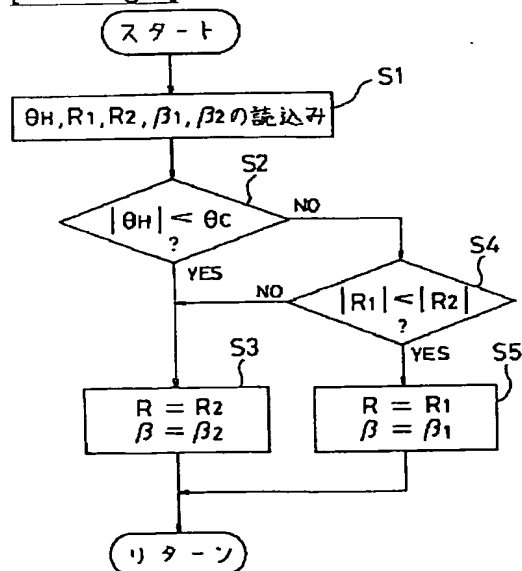 スタート
S1
θH,R1,R2,β1,β2の読込み
S2
|θH|<θC
?
NO
YES
S4
|R1|<|R2|
?
NO
YES
S3
R=R2
β=β2
S5
R=R1
β=β1
リターン